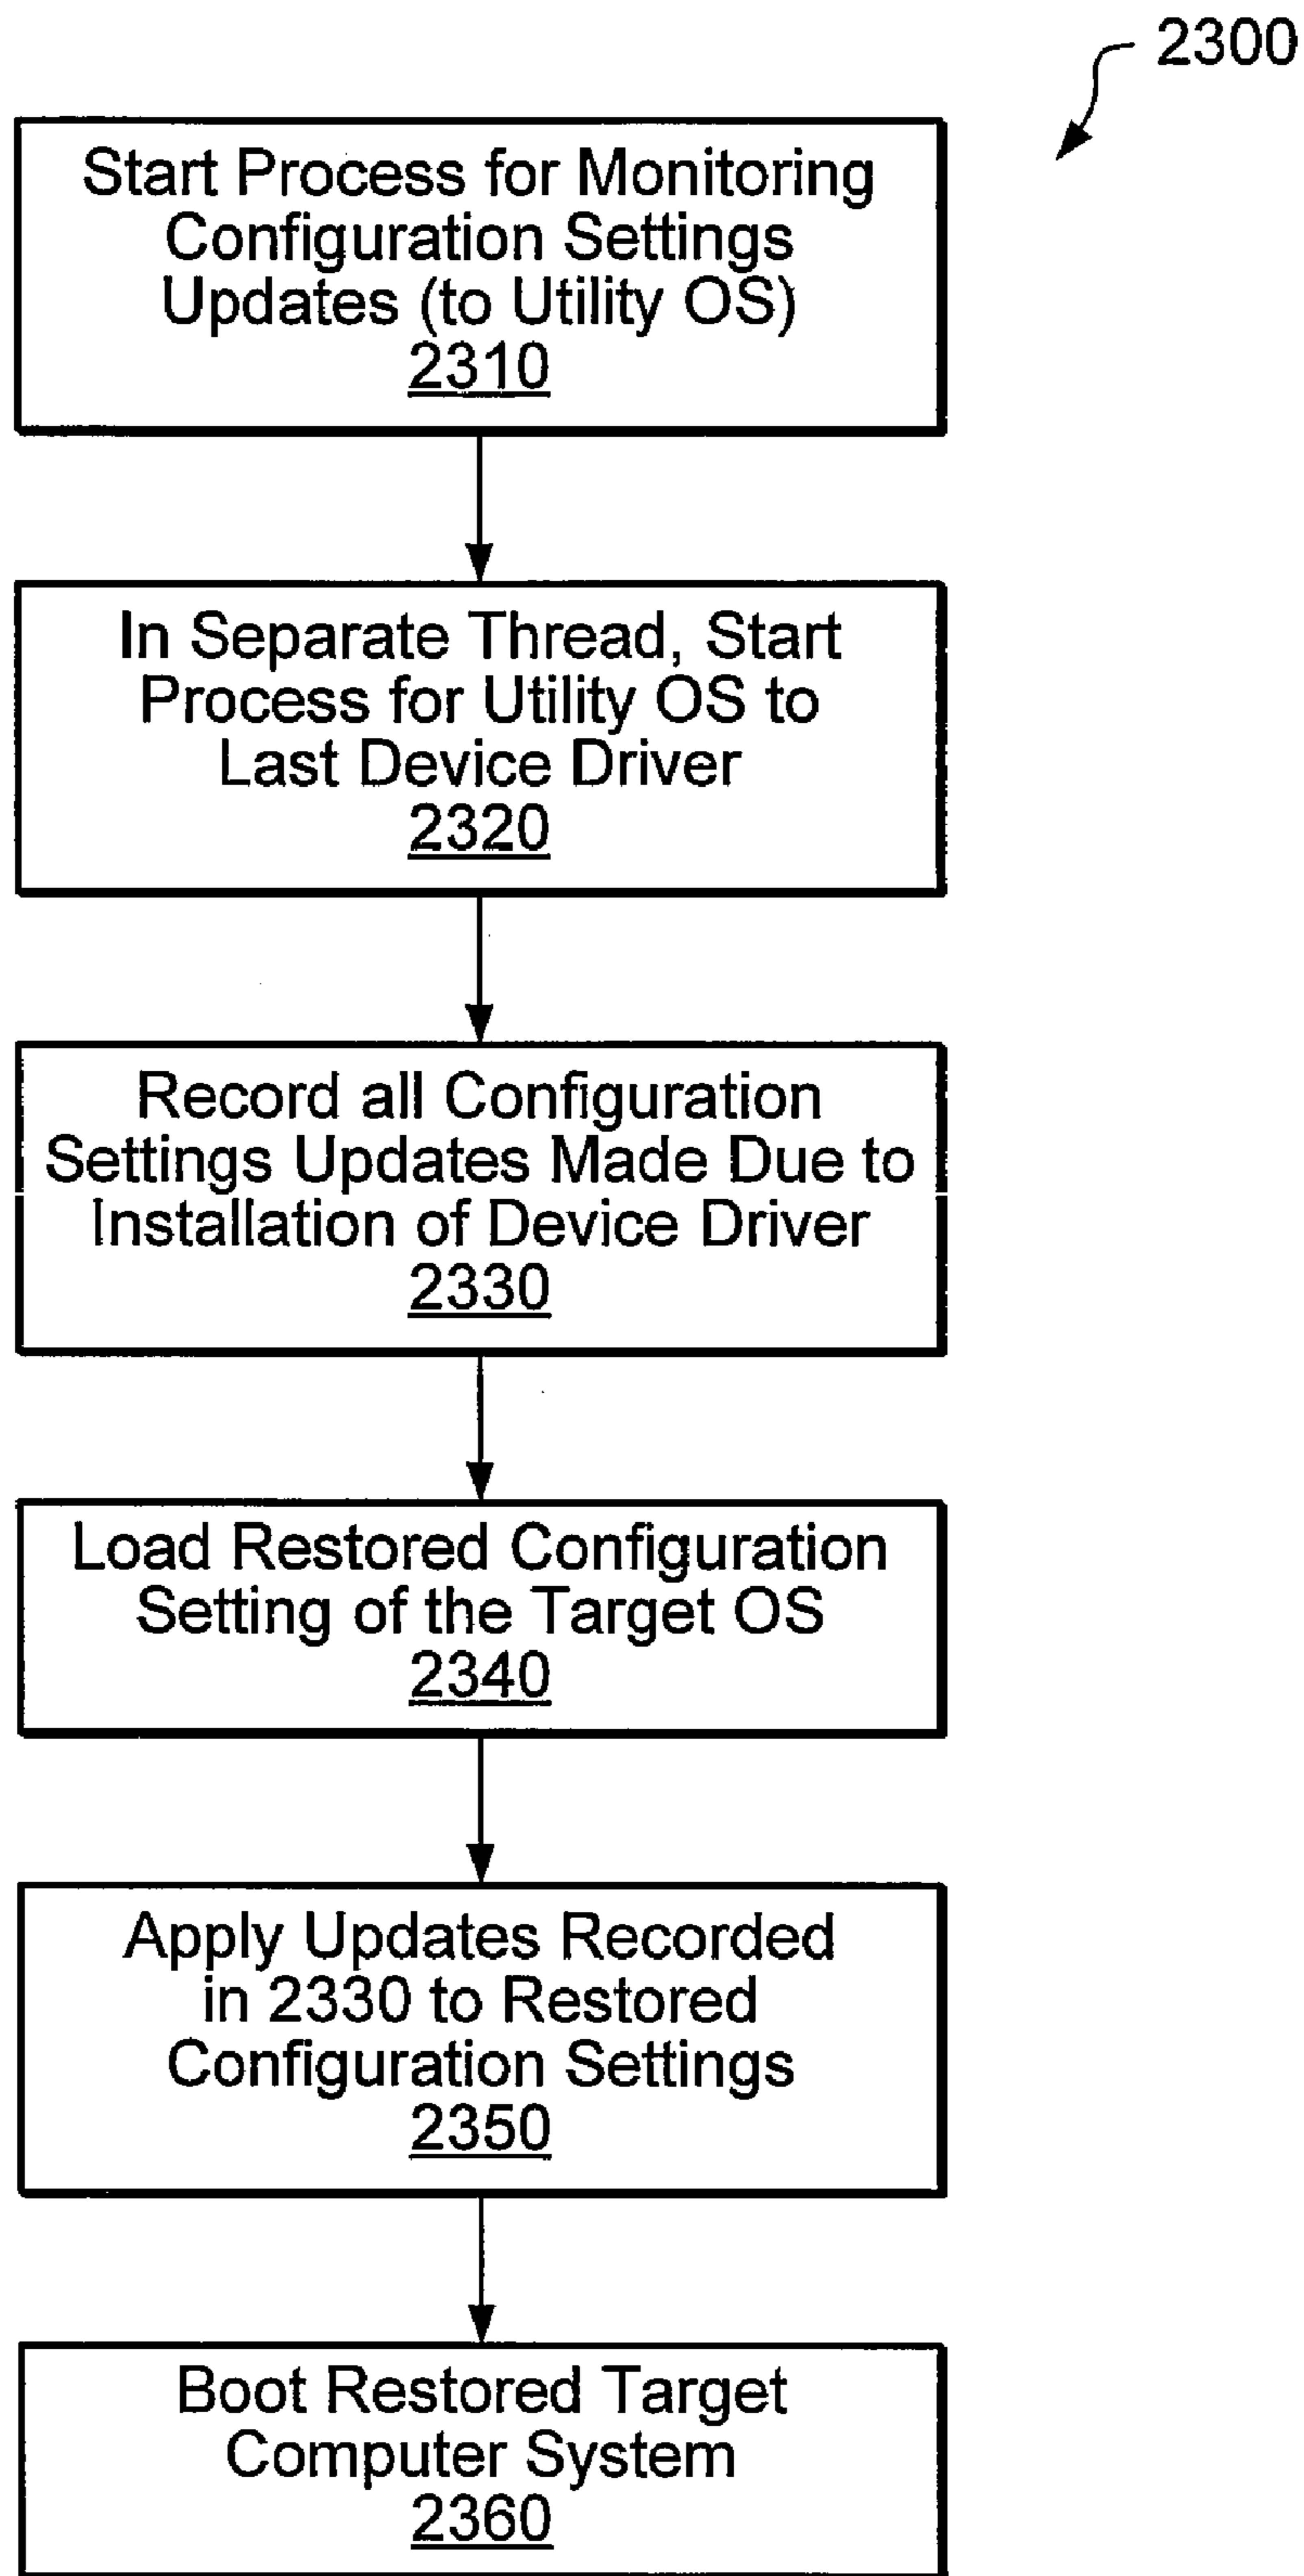 2300
Start Process for Monitoring
Configuration Settings
Updates (to Utility OS)
2310
In Separate Thread, Start
Process for Utility OS to
Last Device Driver
2320
Record all Configuration
Settings Updates Made Due to
Installation of Device Driver
2330
Load Restored Configuration
Setting of the Target OS
2340
Apply Updates Recorded
in 2330 to Restored
Configuration Settings
2350
Boot Restored Target
Computer System
2360